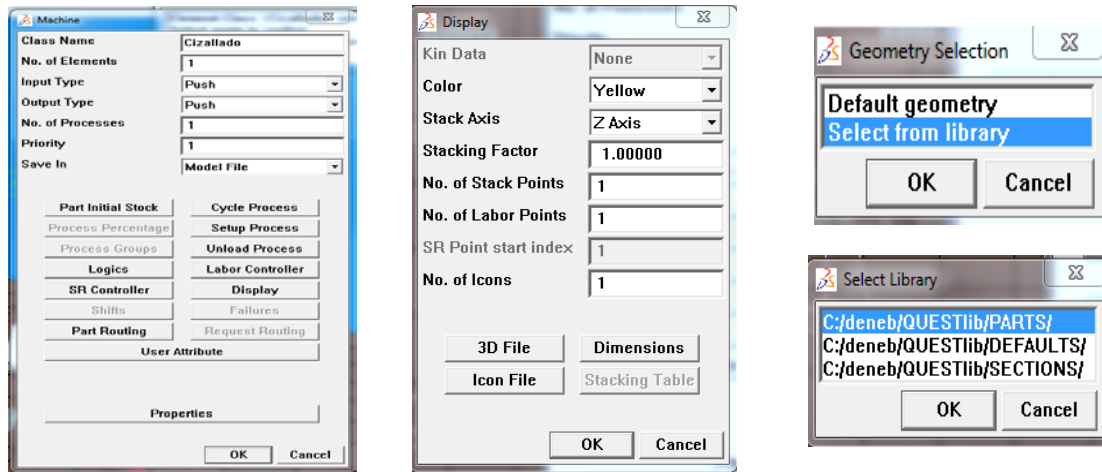 Machine
Class Name Cizallado
No. of Elements 1
Input Type Push
Output Type Push
No. of Processes 1
Priority 1
Save In Model File
Part Initial Stock Cycle Process
Process Percentage Setup Process
Process Groups Unload Process
Logics Labor Controller
SR Controller Display
Shifts Failures
Part Routing Request Routing
User Attribute
Properties
OK Cancel
Display
Kin Data None
Color Yellow
Stack Axis Z Axis
Stacking Factor 1.00000
No. of Stack Points 1
No. of Labor Points 1
SR Point start index 1
No. of Icons 1
3D File Dimensions
Icon File Stacking Table
OK Cancel
Geometry Selection
Default geometry
Select from library
OK Cancel
Select Library
C:/deneb/QUESTlib/PARTS/
C:/deneb/QUESTlib/DEFAULTS/
C:/deneb/QUESTlib/SECTIONS/
OK Cancel